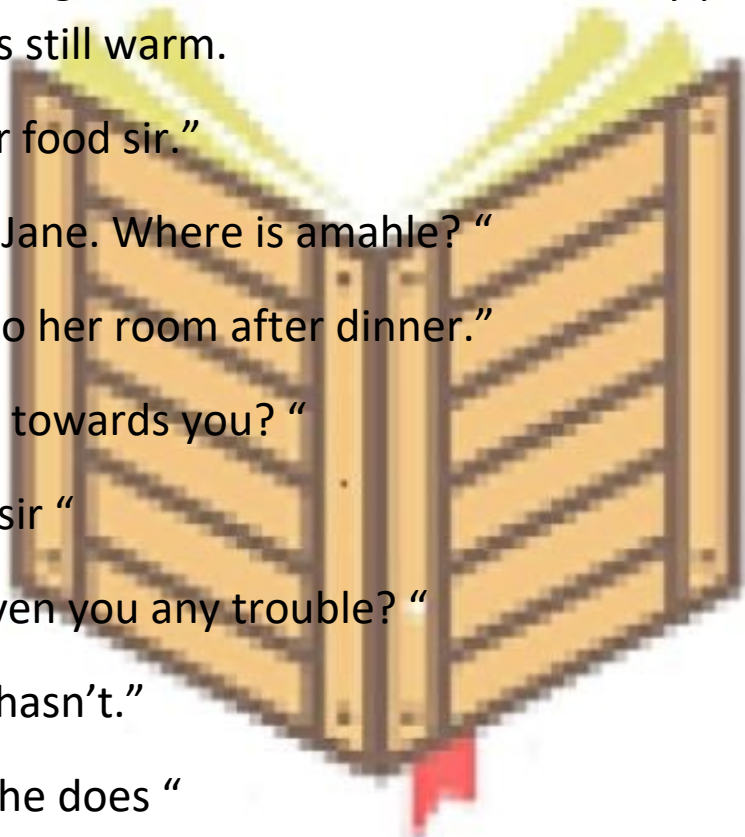 s still warm.
r food sir.”
Jane. Where is amahle? “
o her room after dinner.”
towards you? “
sir “
ven you any trouble? “
hasn’t.”
he does “